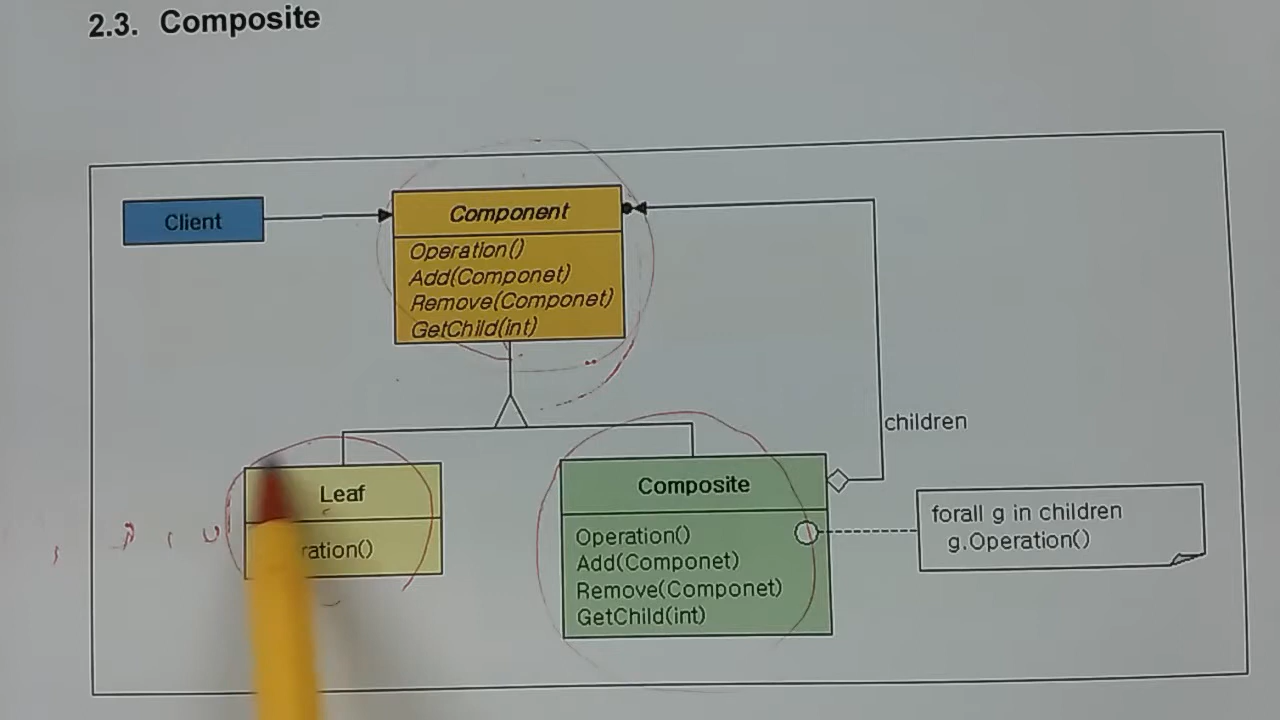 2.3. Composite
Client
Component
Operation()
Add(Componet)
Remove(Componet)
GetChild(int)
children
Leaf
ration()
Composite
Operation()
Add(Componet)
Remove(Componet)
GetChild(int)
forall g in children
g.Operation()